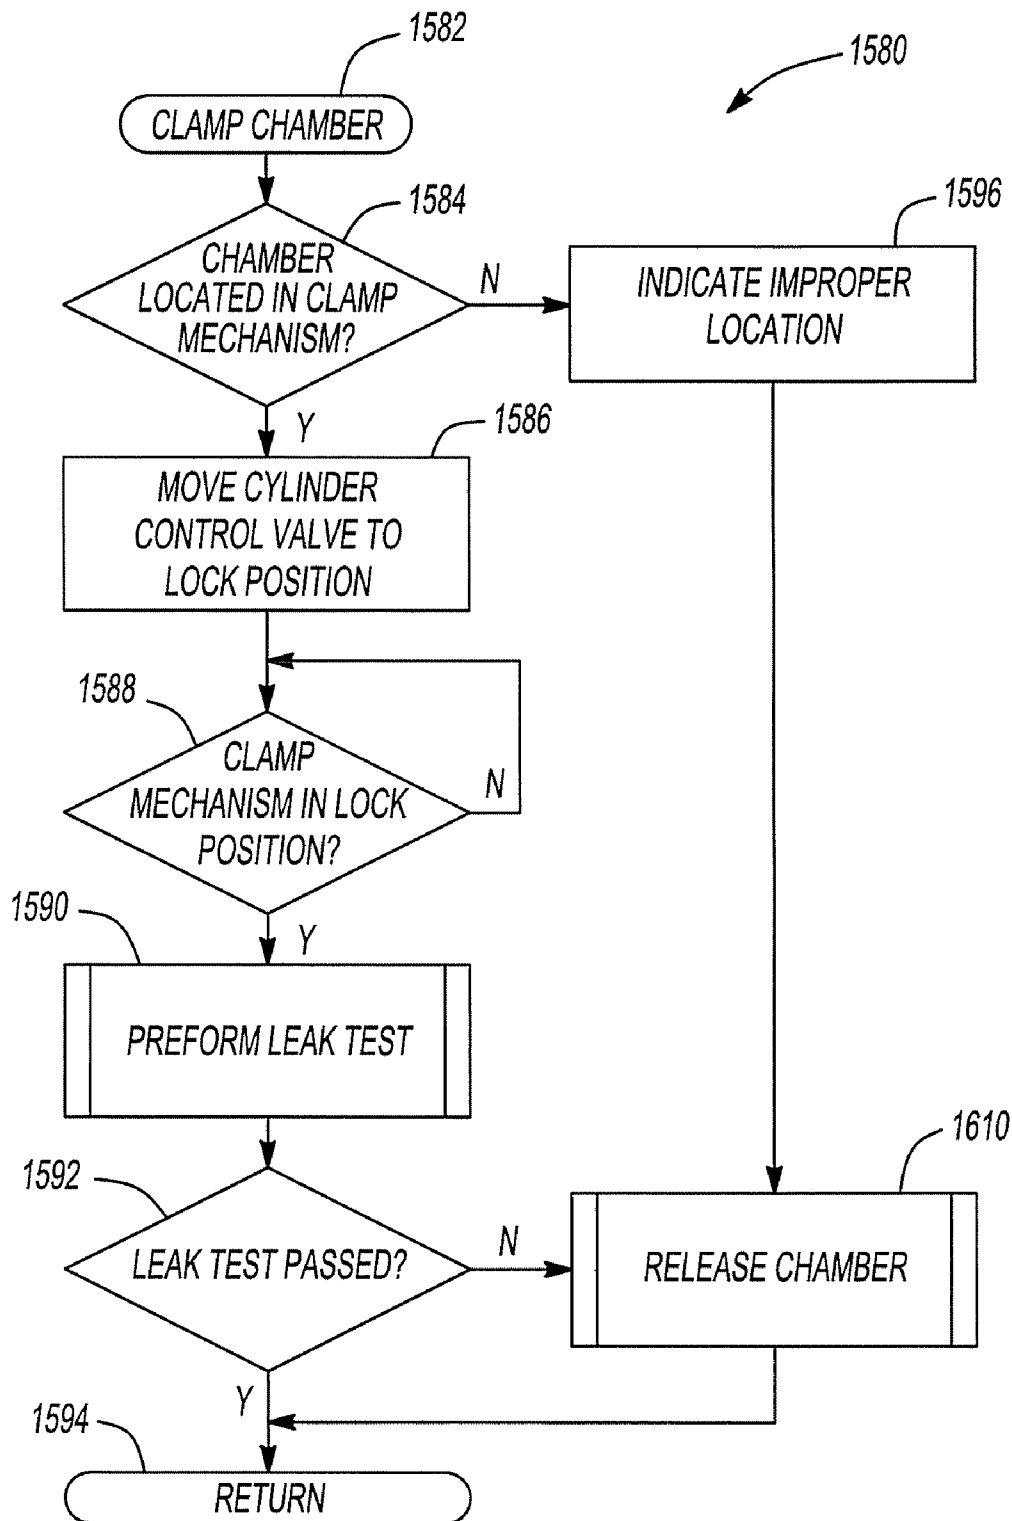 1582
1580
CLAMP CHAMBER
1584
1596
CHAMBER
LOCATED IN CLAMP
MECHANISM?
N
INDICATE IMPROPER
LOCATION
Y
1586
MOVE CYLINDER
CONTROL VALVE TO
LOCK POSITION
1588
CLAMP
MECHANISM IN LOCK
POSITION?
N
1590
Y
PREFORM LEAK TEST
1610
1592
LEAK TEST PASSED?
N
RELEASE CHAMBER
Y
1594
RETURN